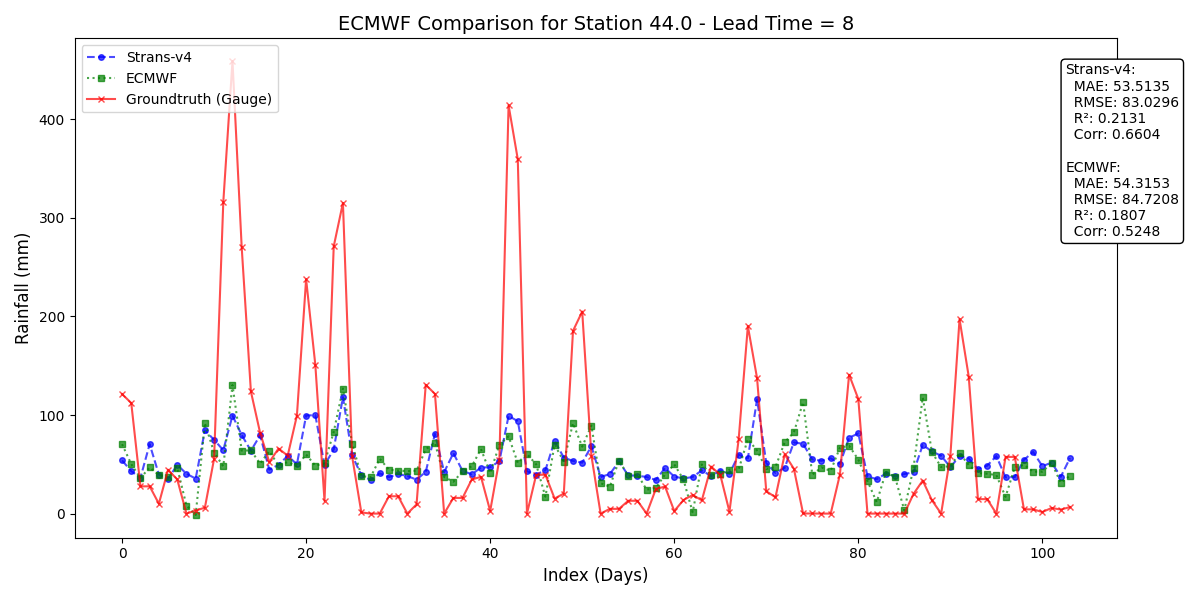 ECMWF Comparison for Station 44.0 - Lead Time = 8
Strans-v4
ECMWF
Groundtruth (Gauge)
Strans-v4:
MAE: 53.5135
RMSE: 83.0296
R²: 0.2131
Corr: 0.6604
ECMWF:
MAE: 54.3153
RMSE: 84.7208
R²: 0.1807
Corr: 0.5248
Rainfall (mm)
400
300
200
100
0
0 20 40 60 80 100
Index (Days)